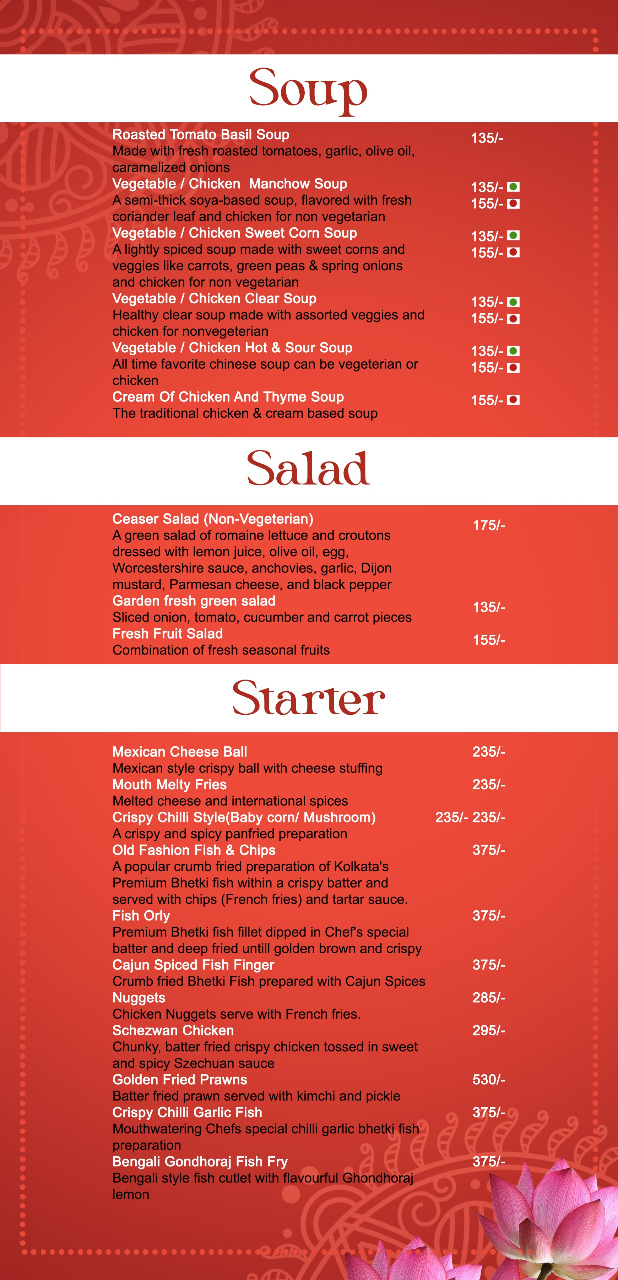 Soup
Roasted Tomato Basil Soup 135/-
Made with fresh roasted tomatoes, garlic, olive oil,
caramelized onions
Vegetable / Chicken  Manchow Soup 135/-
A semi-thick soya-based soup, flavored with fresh 155/-
coriander leaf and chicken for non vegetarian
Vegetable / Chicken Sweet Corn Soup 135/-
A lightly spiced soup made with sweet corns and 155/-
veggies like carrots, green peas & spring onions
and chicken for non vegetarian
Vegetable / Chicken Clear Soup 135/-
Healthy clear soup made with assorted veggies and 155/-
chicken for nonvegeterian
Vegetable / Chicken Hot & Sour Soup 135/-
All time favorite chinese soup can be vegeterian or 155/-
chicken
Cream Of Chicken And Thyme Soup 155/-
The traditional chicken & cream based soup
Salad
Ceaser Salad (Non-Vegeterian) 175/-
A green salad of romaine lettuce and croutons
dressed with lemon juice, olive oil, egg,
Worcestershire sauce, anchovies, garlic, Dijon
mustard, Parmesan cheese, and black pepper
Garden fresh green salad 135/-
Sliced onion, tomato, cucumber and carrot pieces
Fresh Fruit Salad 155/-
Combination of fresh seasonal fruits
Starter
Mexican Cheese Ball 235/-
Mexican style crispy ball with cheese stuffing
Mouth Melty Fries 235/-
Melted cheese and international spices
Crispy Chilli Style(Baby corn/ Mushroom) 235/- 235/-
A crispy and spicy panfried preparation
Old Fashion Fish & Chips 375/-
A popular crumb fried preparation of Kolkata's
Premium Bhetki fish within a crispy batter and
served with chips (French fries) and tartar sauce.
Fish Orly 375/-
Premium Bhetki fish fillet dipped in Chef's special
batter and deep fried untill golden brown and crispy
Cajun Spiced Fish Finger 375/-
Crumb fried Bhetki Fish prepared with Cajun Spices
Nuggets 285/-
Chicken Nuggets serve with French fries.
Schezwan Chicken 295/-
Chunky, batter fried crispy chicken tossed in sweet
and spicy Szechuan sauce
Golden Fried Prawns 530/-
Batter fried prawn served with kimchi and pickle
Crispy Chilli Garlic Fish 375/-
Mouthwatering Chefs special chilli garlic bhetki fish
preparation
Bengali Gondhoraj Fish Fry 375/-
Bengali style fish cutlet with flavourful Ghondhoraj
lemon